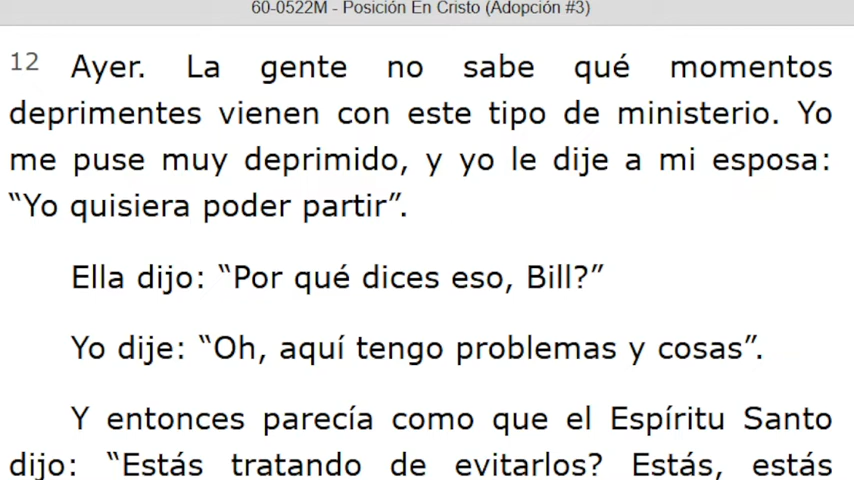 60-0522M - Posición En Cristo (Adopción #3)
12 Ayer. La gente no sabe qué momentos
deprimentes vienen con este tipo de ministerio. Yo
me puse muy deprimido, y yo le dije a mi esposa:
“Yo quisiera poder partir”.
Ella dijo: “Por qué dices eso, Bill?”
Yo dije: “Oh, aquí tengo problemas y cosas”.
Y entonces parecía como que el Espíritu Santo
dijo: “Estás tratando de evitarlos? Estás, estás